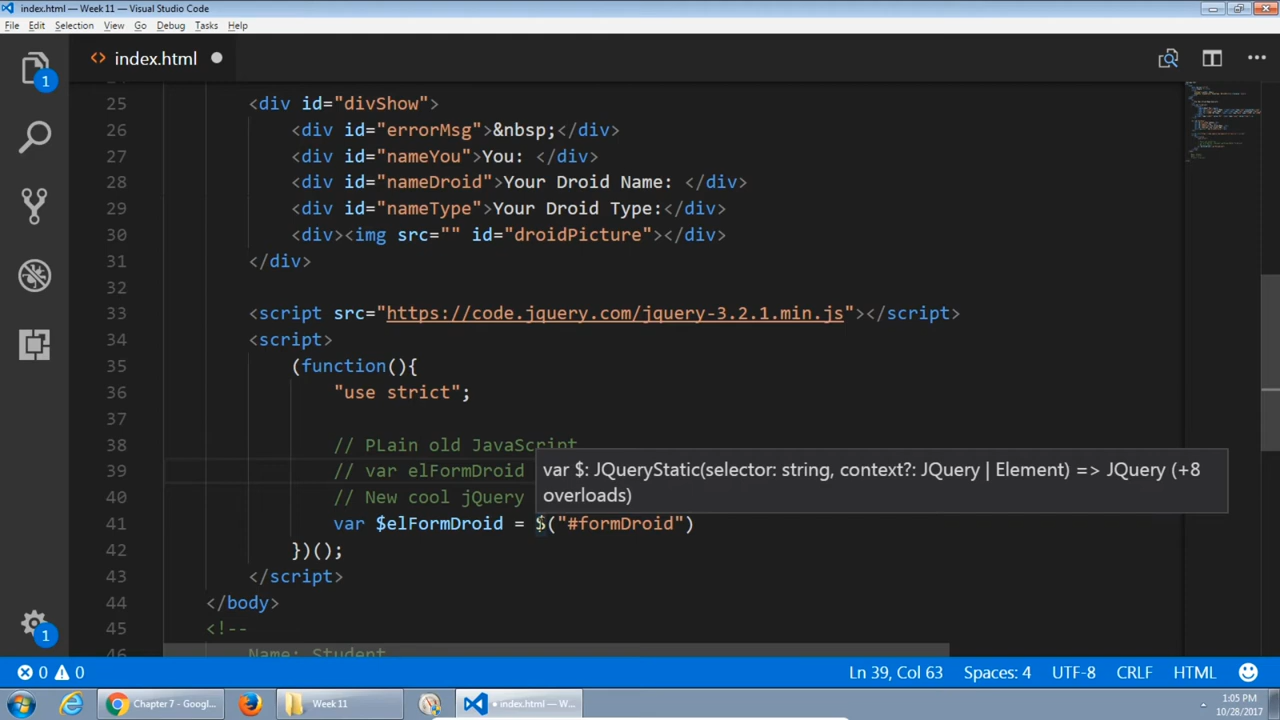 index.html — Week 11 — Visual Studio Code
File Edit Selection View Go Debug Tasks Help
1
index.html
25 <div id="divShow">
26 <div id="errorMsg">&nbsp;</div>
27 <div id="nameYou">You: </div>
28 <div id="nameDroid">Your Droid Name: </div>
29 <div id="nameType">Your Droid Type:</div>
30 <div><img src="" id="droidPicture"></div>
31 </div>
32
33 <script src="https://code.jquery.com/jquery-3.2.1.min.js"></script>
34 <script>
35 (function(){
36 "use strict";
37
38 // PLain old JavaScript
39 // var elFormDroid
var $: JQueryStatic(selector: string, context?: JQuery | Element) => JQuery (+8
overloads)
40 // New cool jQuery
41 var $elFormDroid = $("#formDroid")
42 })();
43 </script>
44 </body>
45 <!--
46 Name: Student
1
0 0 Ln 39, Col 63 Spaces: 4 UTF-8 CRLF HTML
Chapter 7 - Googl... Week 11 index.html — W...
1:05 PM
10/28/2017